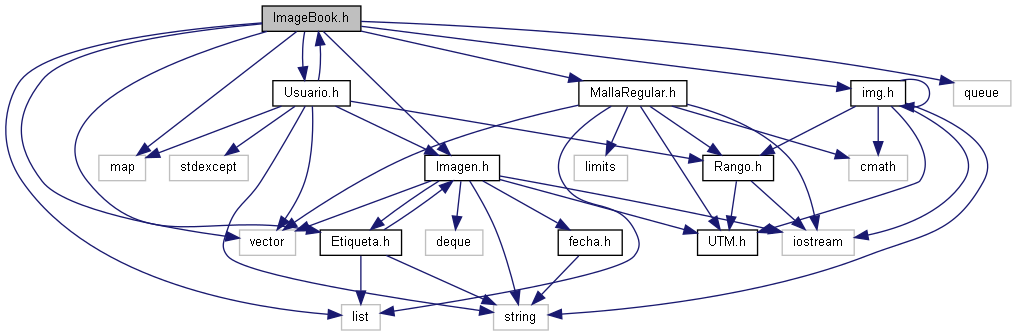 ImageBook.h
Usuario.h
MallaRegular.h
img.h
queue
map
stdexcept
Imagen.h
limits
Rango.h
cmath
vector
Etiqueta.h
deque
fecha.h
UTM.h
iostream
list
string